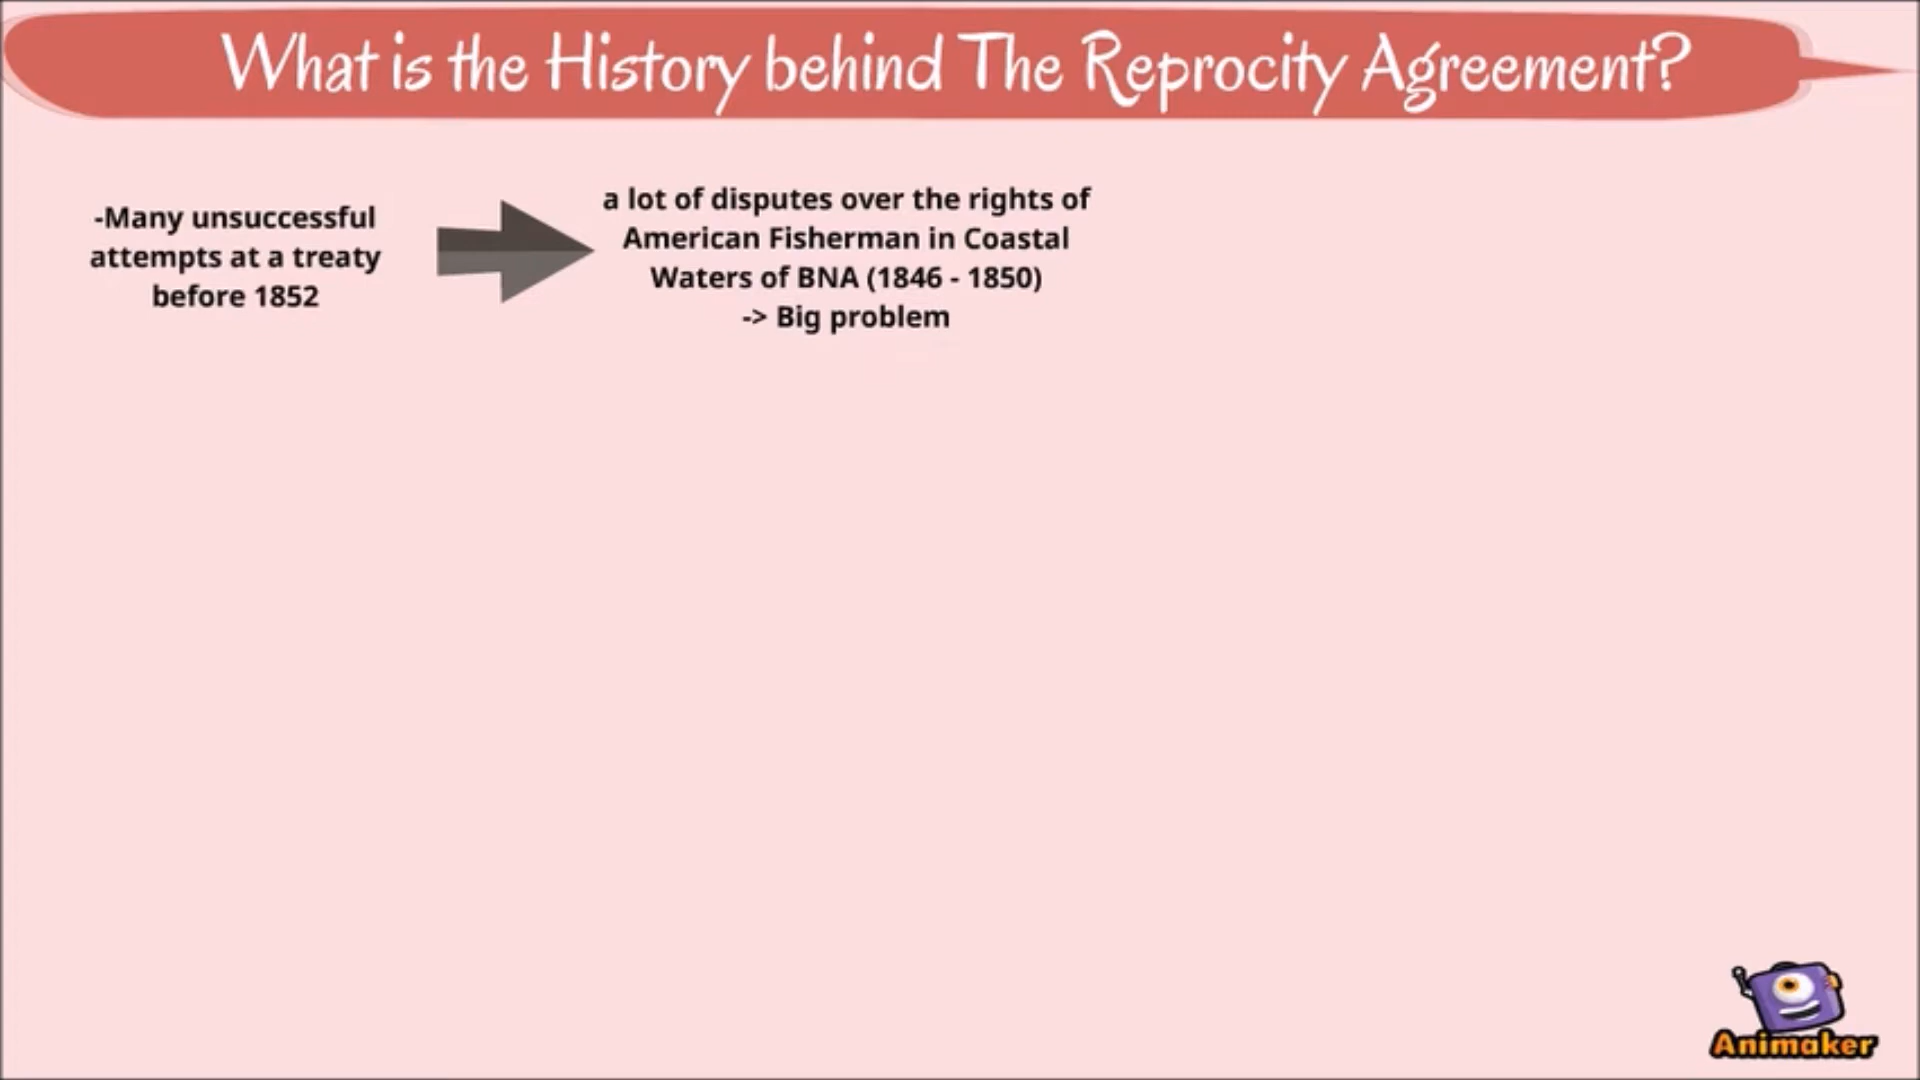 What is the History behind The Reprocity Agreement?
-Many unsuccessful
attempts at a treaty
before 1852
a lot of disputes over the rights of
American Fisherman in Coastal
Waters of BNA (1846 - 1850)
-> Big problem
Animaker